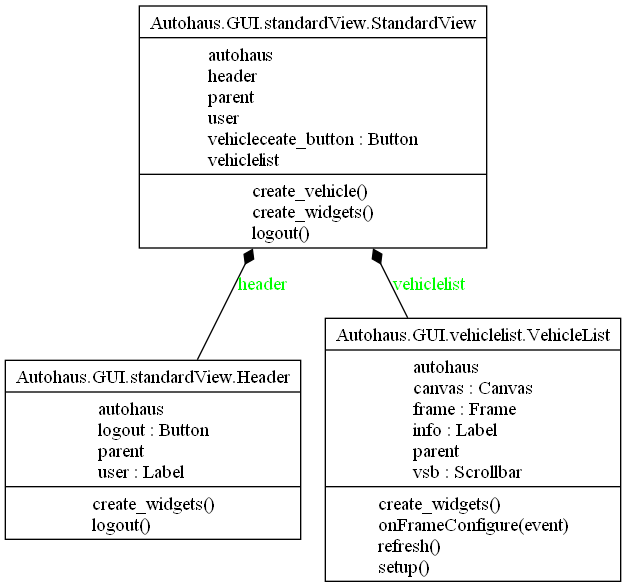 Autohaus.GUI.standardView.StandardView
autohaus
header
parent
user
vehicleceate_button : Button
vehiclelist
create_vehicle()
create_widgets()
logout()
header
vehiclelist
Autohaus.GUI.standardView.Header
autohaus
logout : Button
parent
user : Label
create_widgets()
logout()
Autohaus.GUI.vehiclelist.VehicleList
autohaus
canvas : Canvas
frame : Frame
info : Label
parent
vsb : Scrollbar
create_widgets()
onFrameConfigure(event)
refresh()
setup()